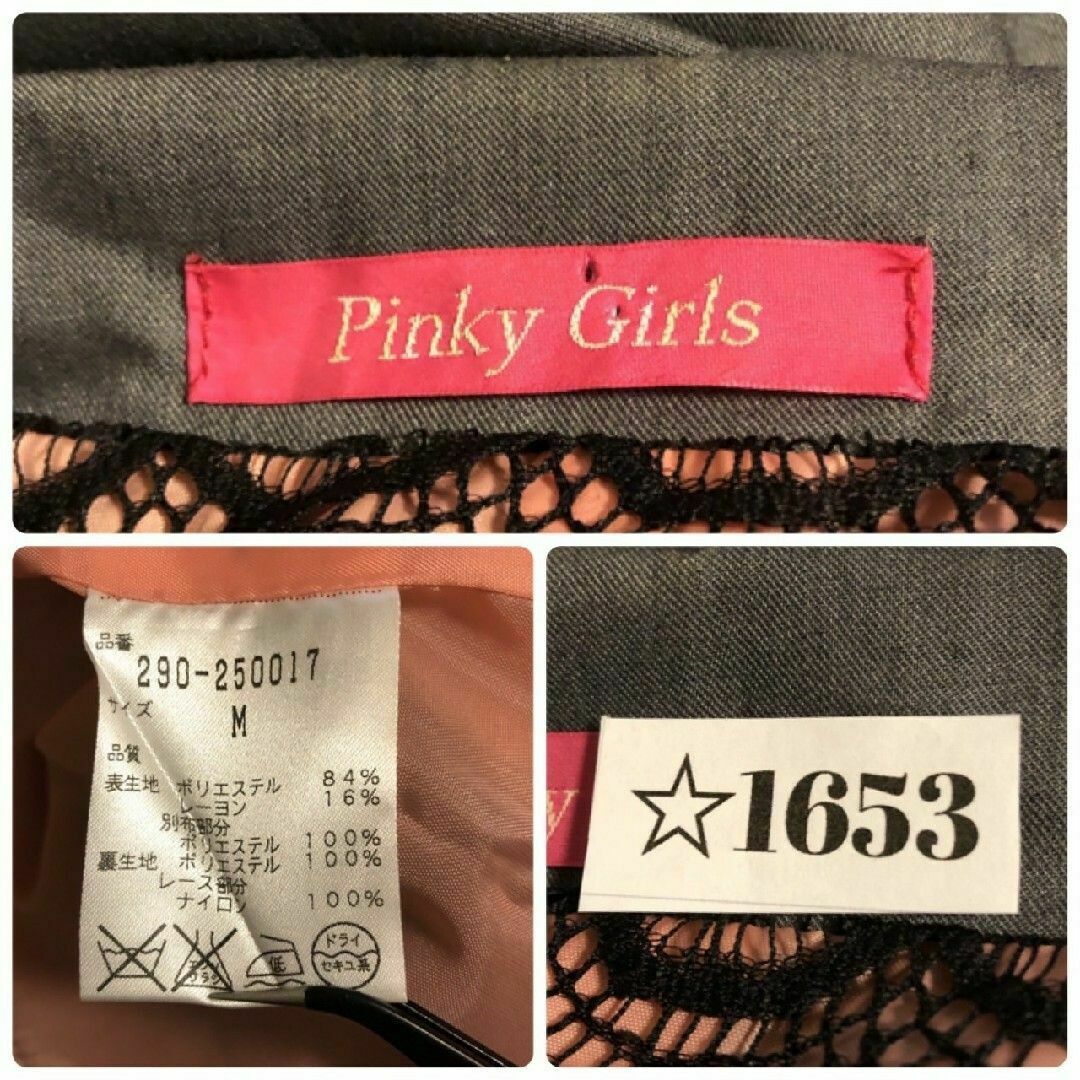 Pinky Girls
品番
290-250017
サイズ
M
品質
表生地 ポリエステル 84%
レーヨン 16%
別布部分
ポリエステル 100%
裏生地 ポリエステル 100%
レース部分
ナイロン 100%
低
ドライ
セキユ系
y
☆1653